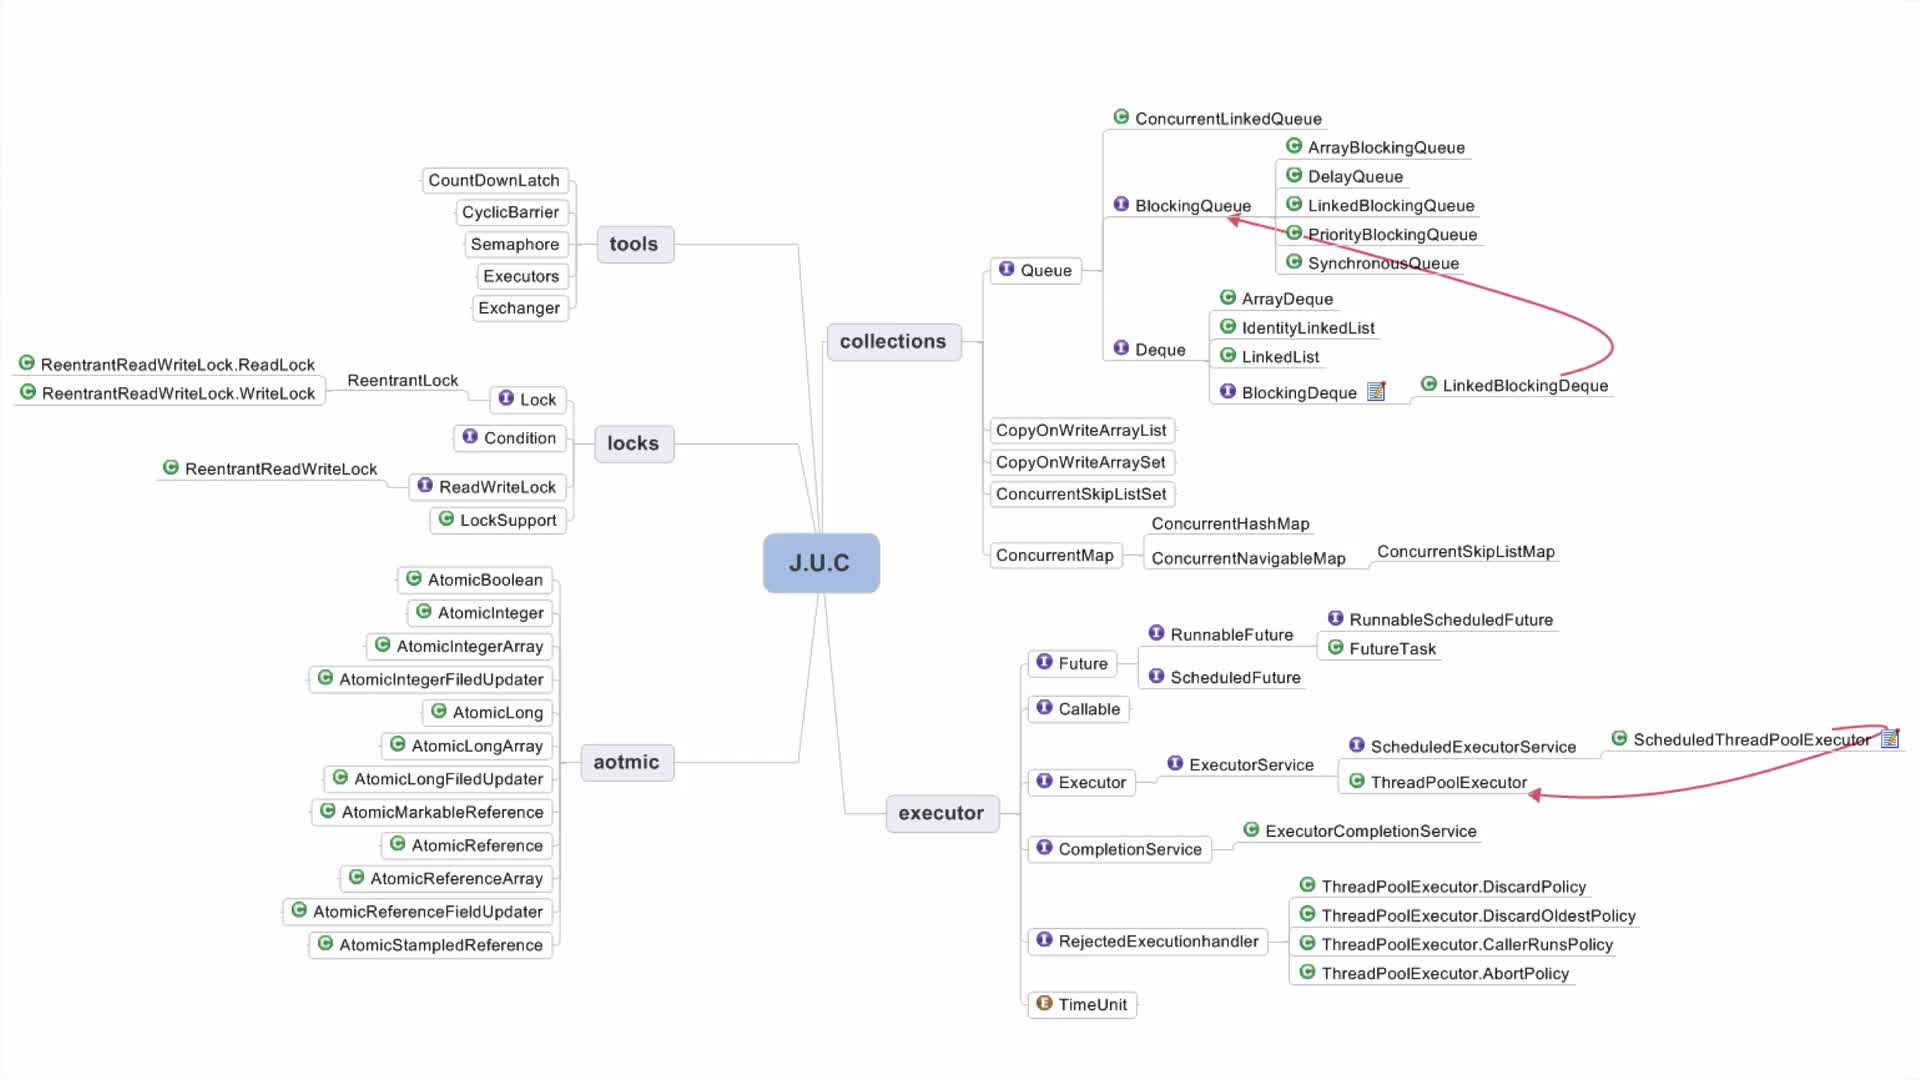 J.U.C
tools
CountDownLatch
CyclicBarrier
Semaphore
Executors
Exchanger
locks
Lock
ReentrantLock
ReentrantReadWriteLock.ReadLock
ReentrantReadWriteLock.WriteLock
Condition
ReadWriteLock
ReentrantReadWriteLock
LockSupport
aotmic
AtomicBoolean
AtomicInteger
AtomicIntegerArray
AtomicIntegerFiledUpdater
AtomicLong
AtomicLongArray
AtomicLongFiledUpdater
AtomicMarkableReference
AtomicReference
AtomicReferenceArray
AtomicReferenceFieldUpdater
AtomicStampledReference
collections
Queue
ConcurrentLinkedQueue
BlockingQueue
ArrayBlockingQueue
DelayQueue
LinkedBlockingQueue
PriorityBlockingQueue
SynchronousQueue
Deque
ArrayDeque
IdentityLinkedList
LinkedList
BlockingDeque
LinkedBlockingDeque
CopyOnWriteArrayList
CopyOnWriteArraySet
ConcurrentSkipListSet
ConcurrentMap
ConcurrentHashMap
ConcurrentNavigableMap
ConcurrentSkipListMap
executor
Future
RunnableFuture
RunnableScheduledFuture
FutureTask
ScheduledFuture
Callable
Executor
ExecutorService
ScheduledExecutorService
ScheduledThreadPoolExecutor
ThreadPoolExecutor
CompletionService
ExecutorCompletionService
RejectedExecutionhandler
ThreadPoolExecutor.DiscardPolicy
ThreadPoolExecutor.DiscardOldestPolicy
ThreadPoolExecutor.CallerRunsPolicy
ThreadPoolExecutor.AbortPolicy
TimeUnit